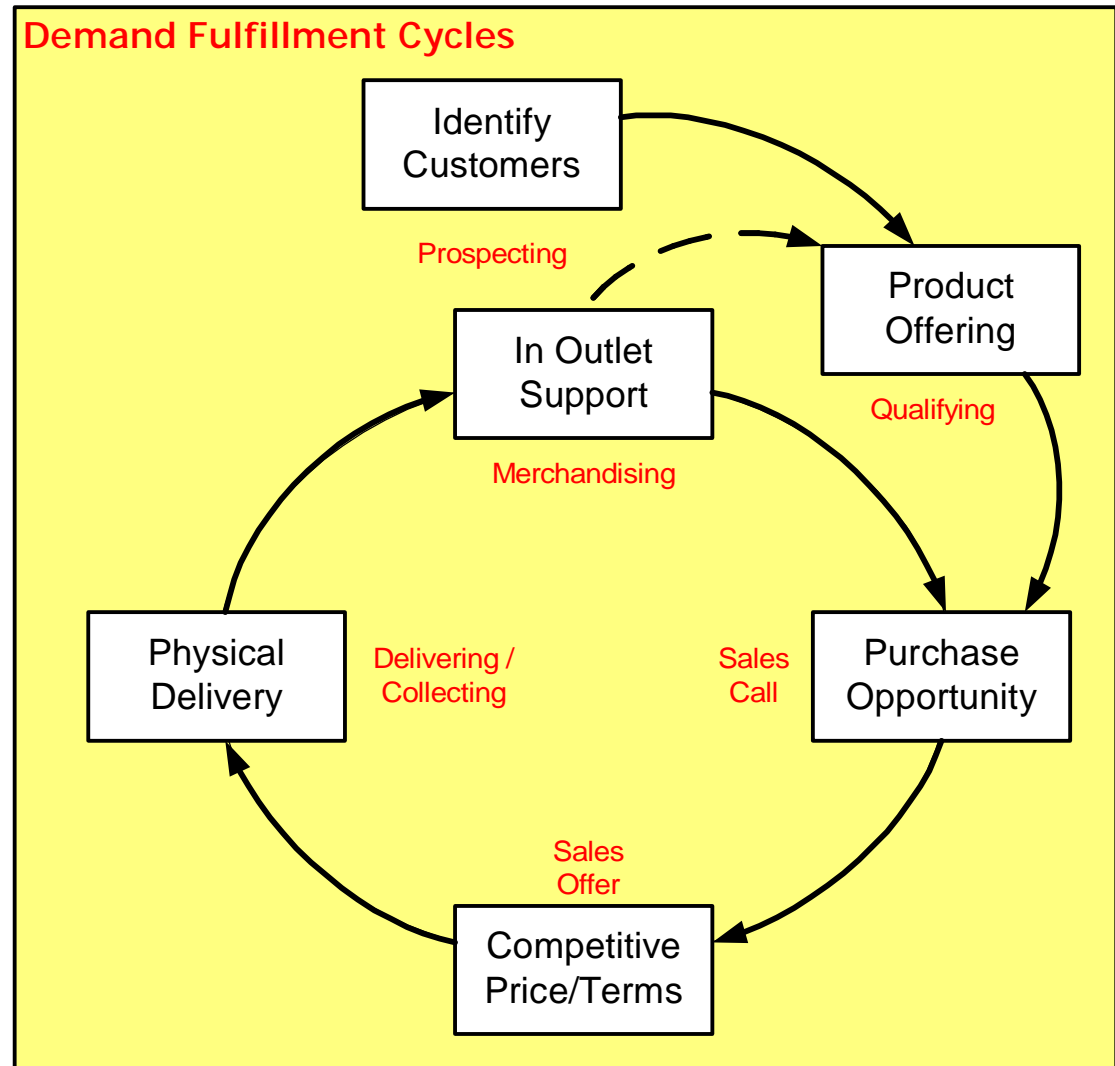 Demand Fulfillment Cycles
Identify
Customers
Prospecting
Product
Offering
Qualifying
In Outlet
Support
Merchandising
Physical
Delivery
Delivering /
Collecting
Sales
Call
Purchase
Opportunity
Sales
Offer
Competitive
Price/Terms